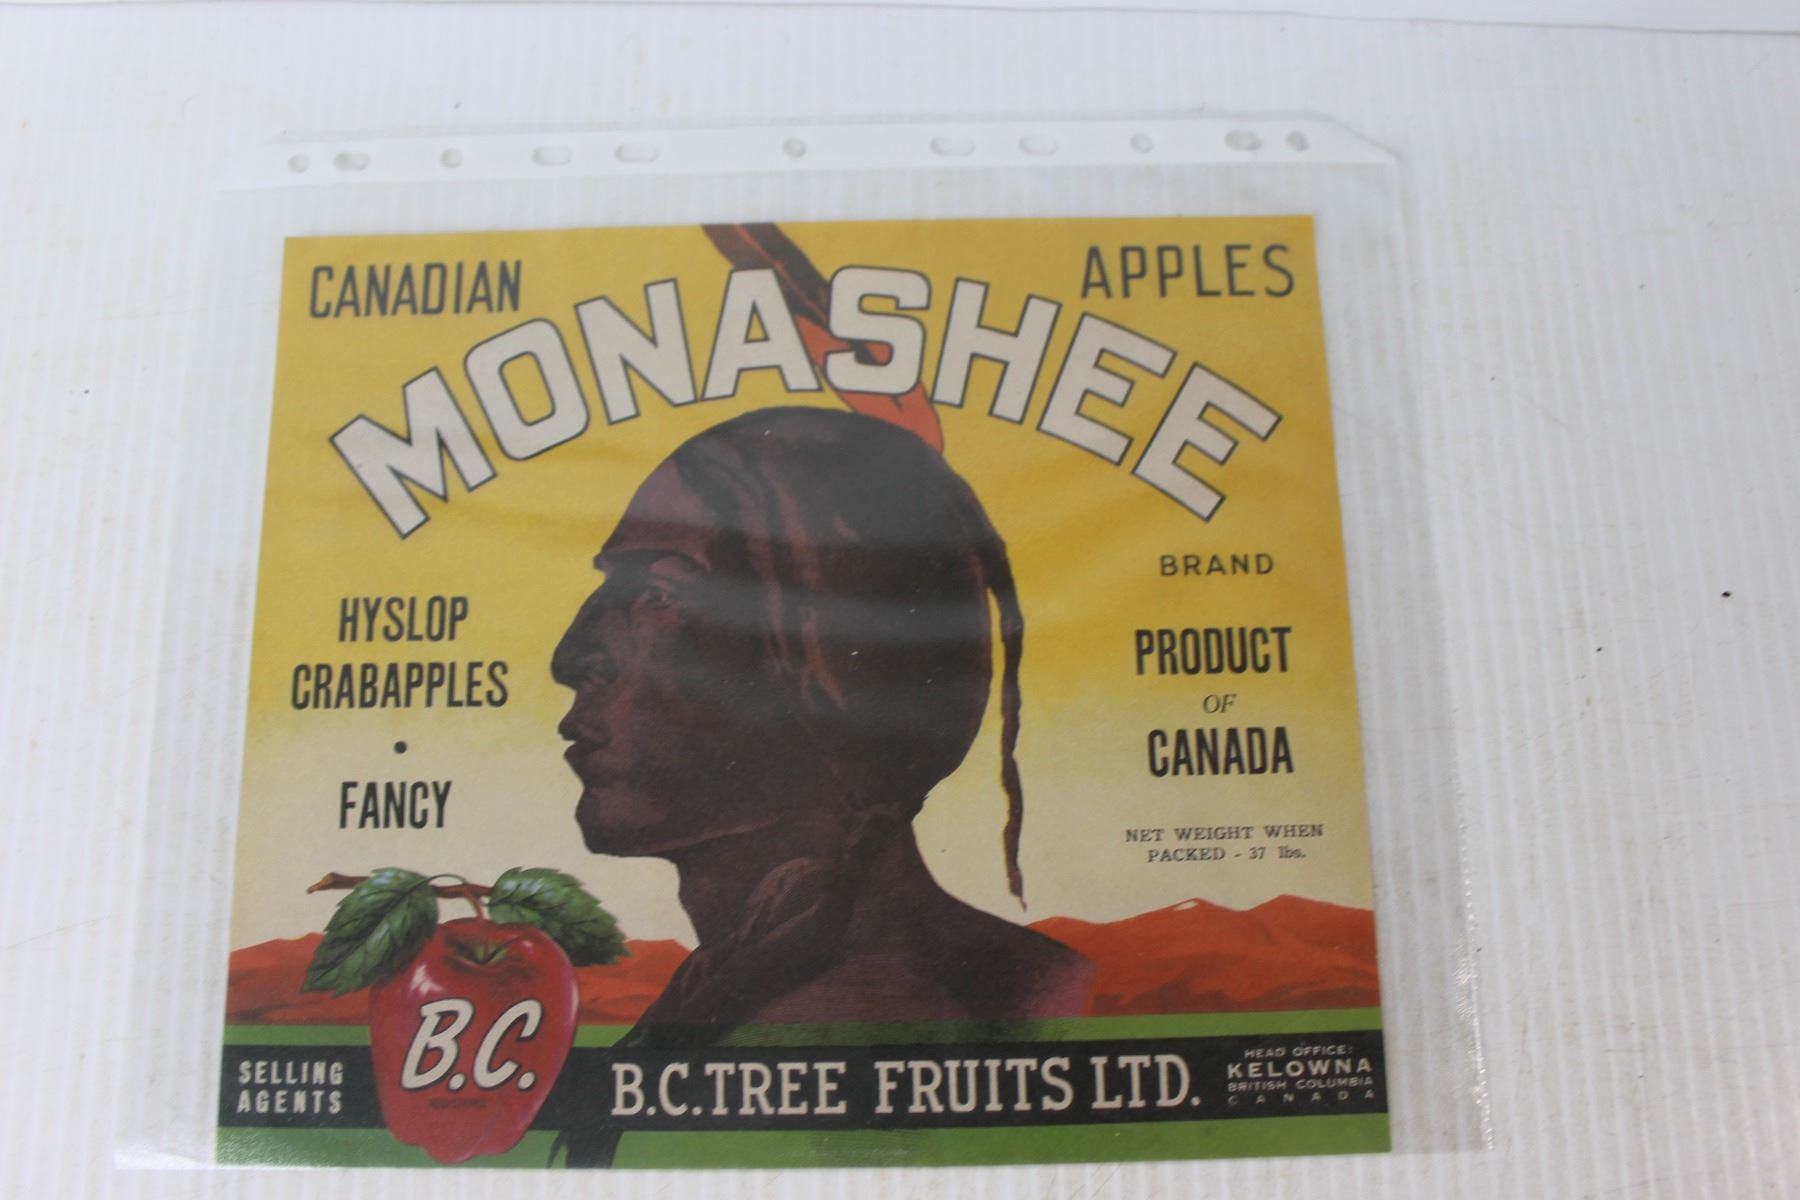 CANADIAN
APPLES
MONASHEE
BRAND
HYSLOP
CRABAPPLES
•
FANCY
PRODUCT
OF
CANADA
NET WEIGHT WHEN
PACKED - 37 lbs.
B.C.
SELLING
AGENTS
B.C. TREE FRUITS LTD.
HEAD OFFICE:
KELOWNA
BRITISH COLUMBIA
CANADA